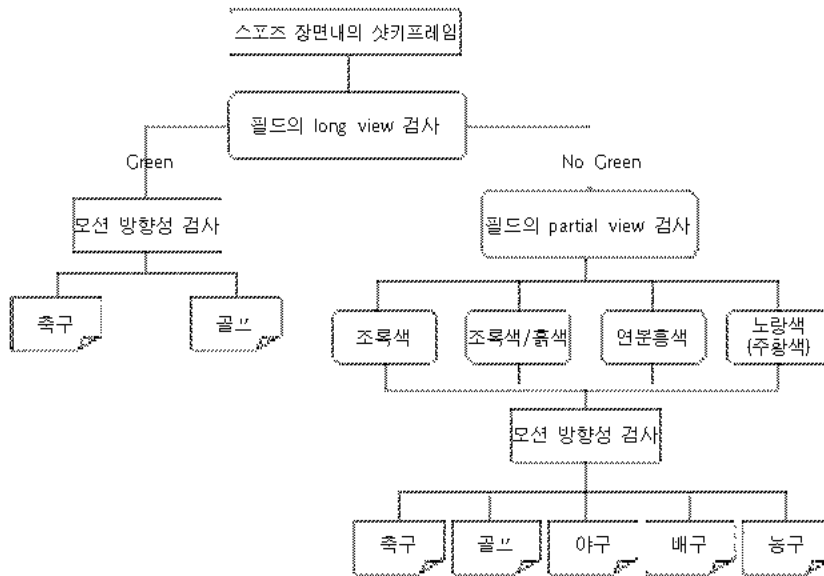 스포즈 장면내의 샷키프레임
필드의 long view 검사
Green
No Green
모션 방향성 검사
필드의 partial view 검사
축구
골프
초록색
초록색/흙색
연분홍색
노랑색
(주황색)
모션 방향성 검사
축구
골프
야구
배구
농구